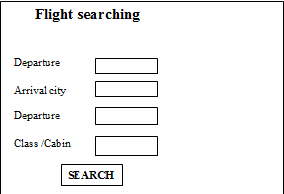 Flight searching
Departure
Arrival city
Departure
Class /Cabin
SEARCH